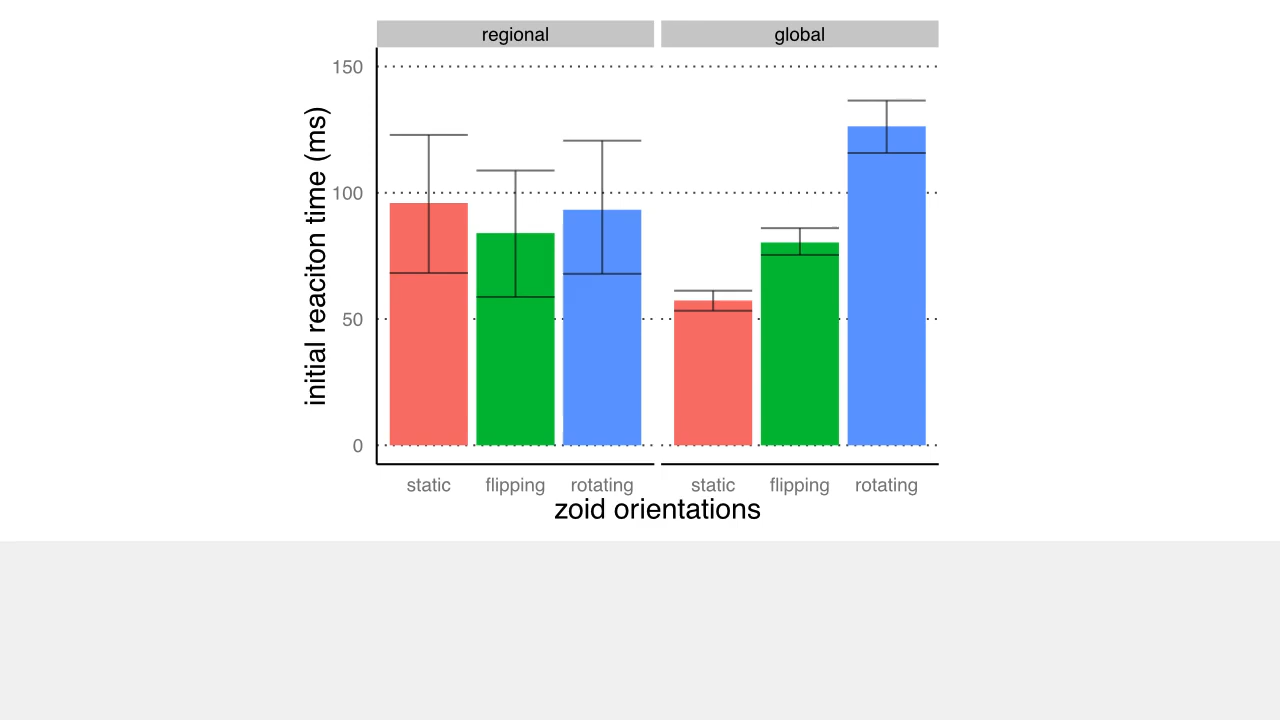 regional global
150
100
50
0
initial reaciton time (ms)
static flipping rotating static flipping rotating
zoid orientations